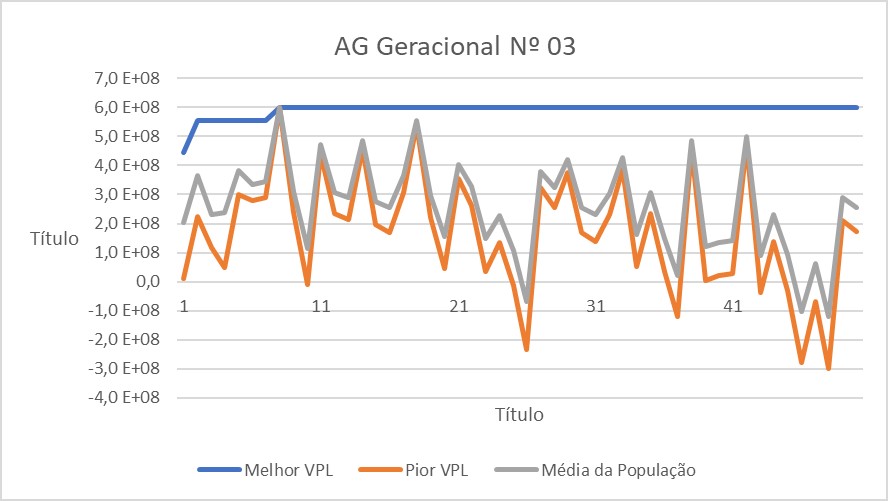 AG Geracional Nº 03
7,0 E+08
6,0 E+08
5,0 E+08
4,0 E+08
3,0 E+08
2,0 E+08
1,0 E+08
0,0
-1,0 E+08
-2,0 E+08
-3,0 E+08
-4,0 E+08
Título
1 11 21 31 41
Título
Melhor VPL Pior VPL Média da População